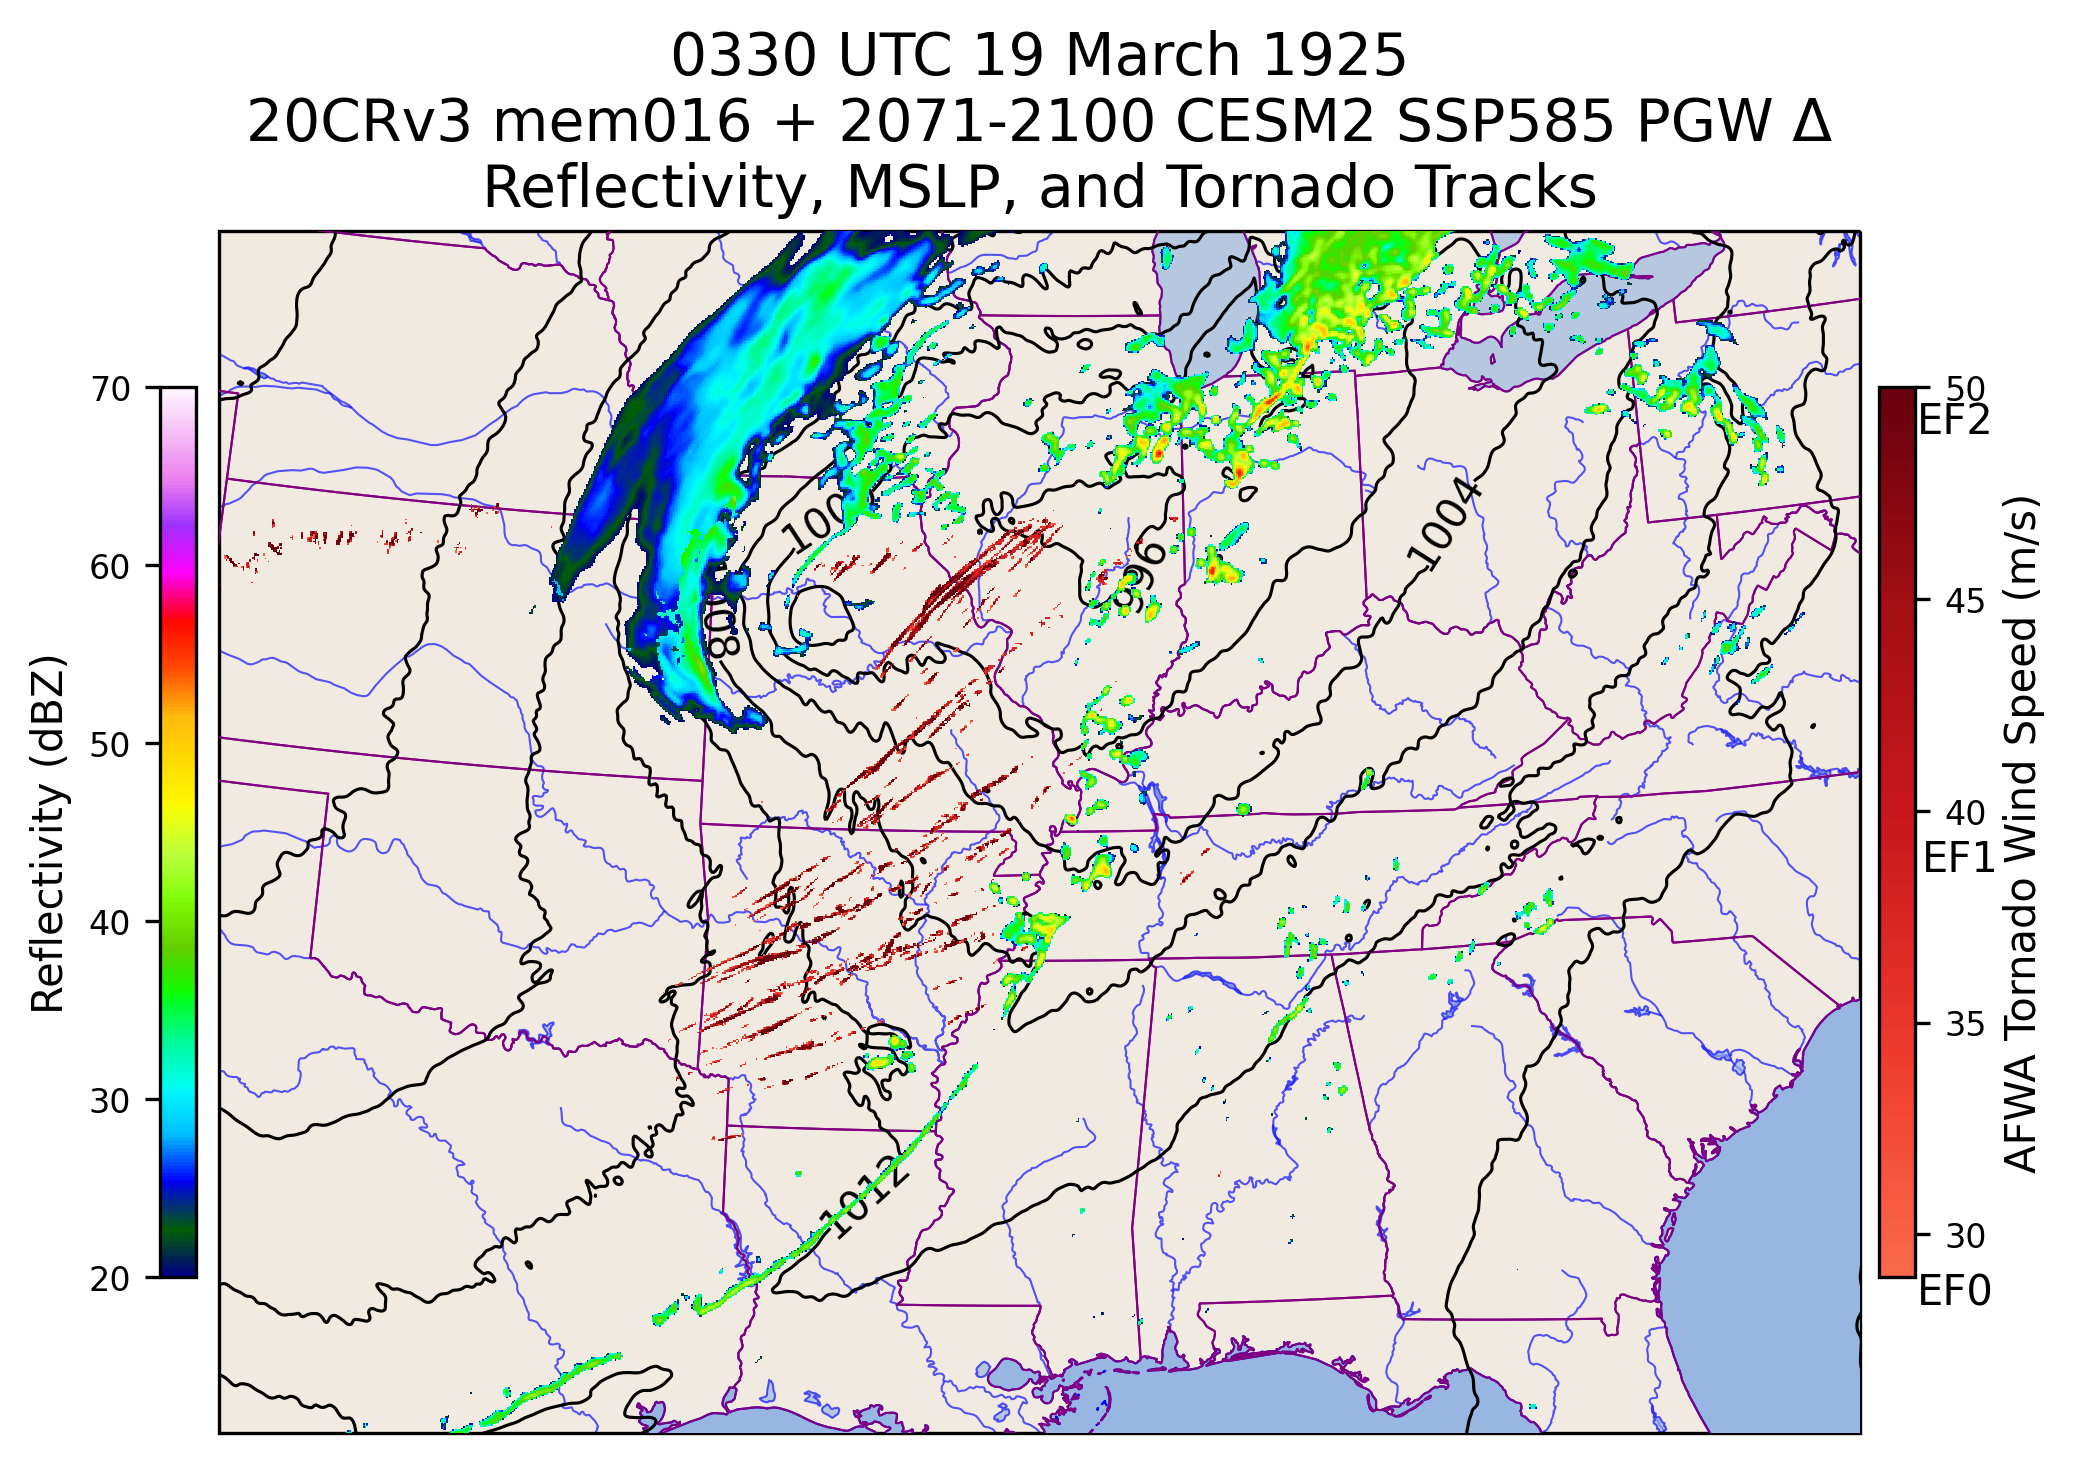 0330 UTC 19 March 1925
20CRv3 mem016 + 2071-2100 CESM2 SSP585 PGW Δ
Reflectivity, MSLP, and Tornado Tracks
70
60
50
40
30
20
Reflectivity (dBZ)
100
1004
996
1012
50
EF2
45
40
EF1
35
30
EF0
AFWA Tornado Wind Speed (m/s)